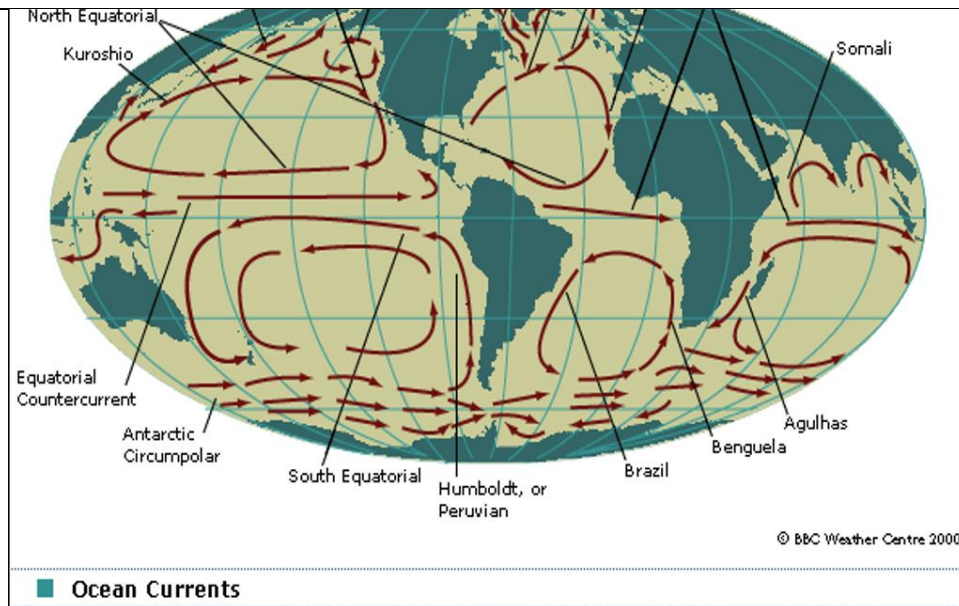 North Equatorial
Kuroshio
Somali
Equatorial
Countercurrent
Antarctic
Circumpolar
South Equatorial
Humboldt, or
Peruvian
Brazil
Benguela
Agulhas
© BBC Weather Centre 2000
Ocean Currents